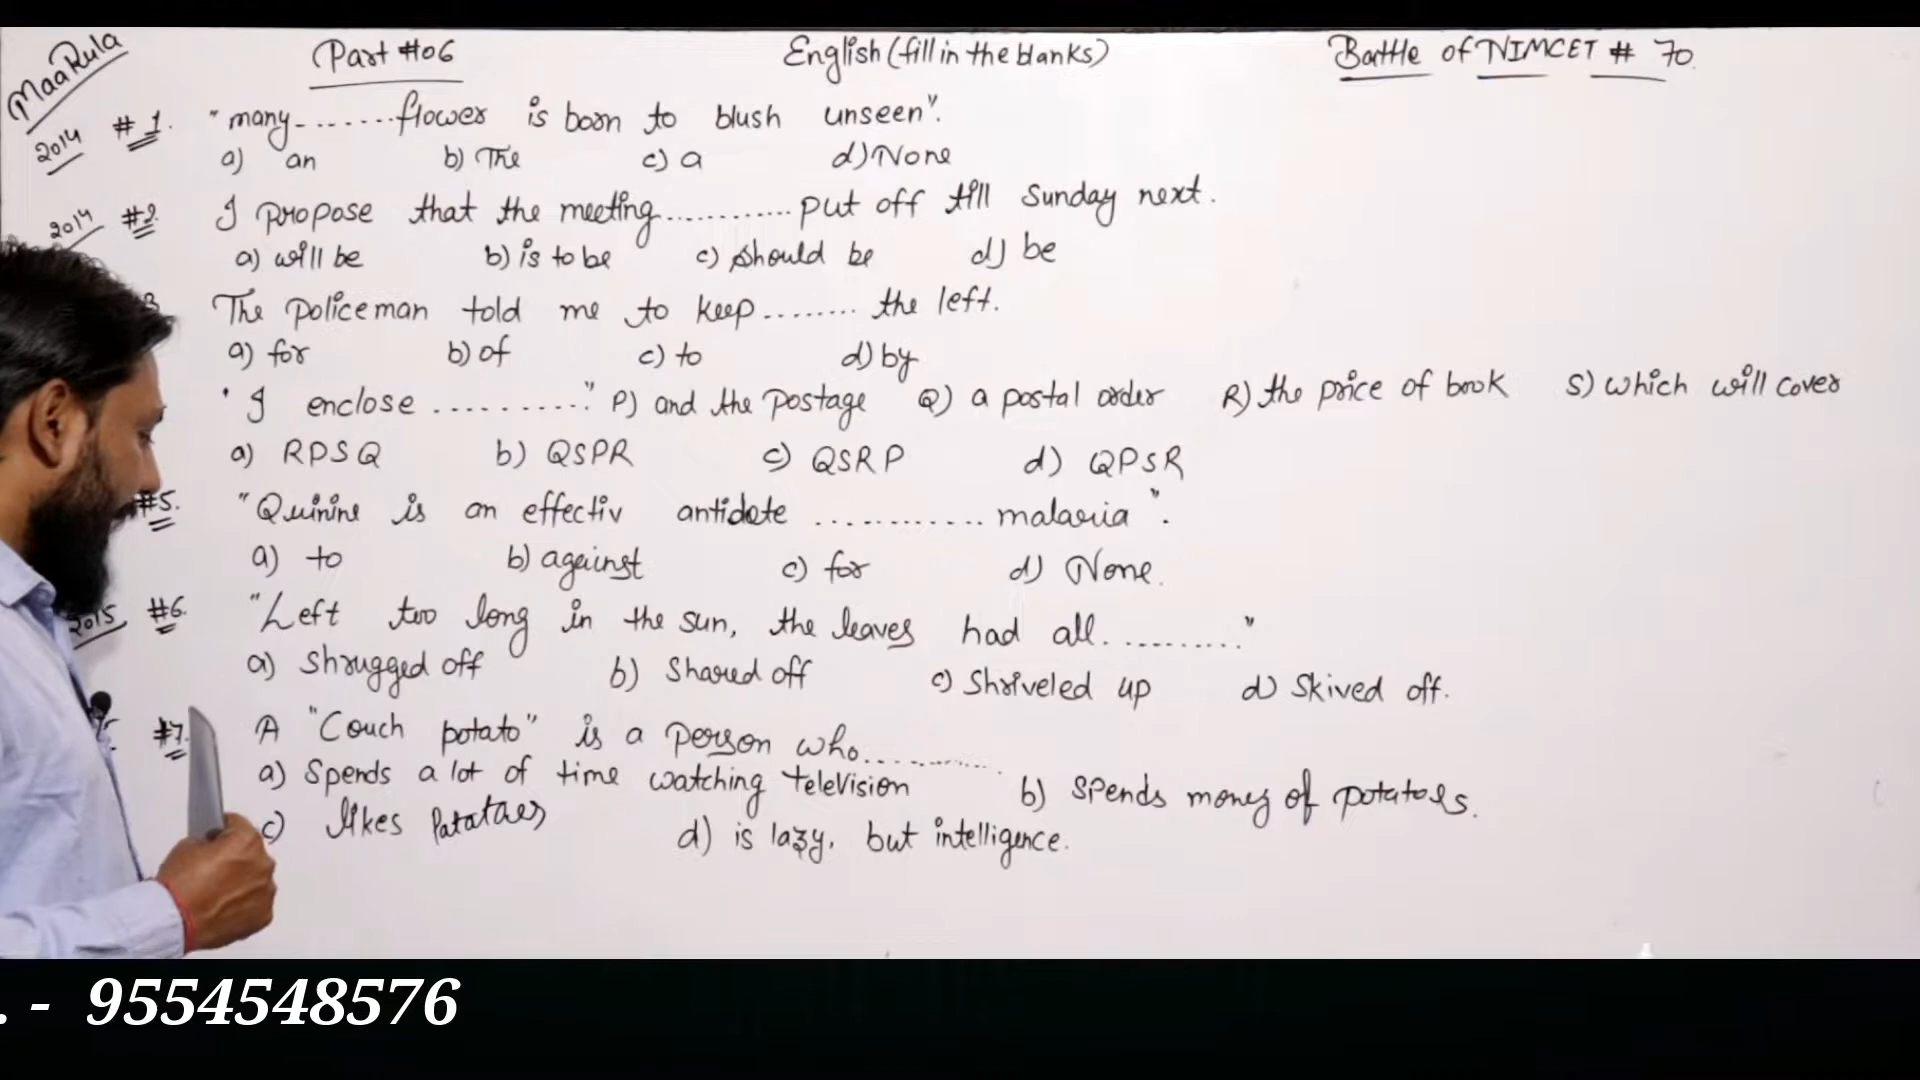 MaaRula
Part #06 English (fill in the blanks) Battle of NIMCET # 70
2014 #1. "many.........flower is born to blush unseen".
a) an b) The c) a d) None
2014 #2. I propose that the meeting............put off till sunday next.
a) will be b) is to be c) should be d) be
The policeman told me to keep........ the left.
a) for b) of c) to d) by
"I enclose ..........." P) and the postage Q) a postal order R) the price of book S) which will cover
a) RPSQ b) QSPR c) QSRP d) QPSR
#5. "Quinine is an effectiv antidote ............ malaria".
a) to b) against c) for d) None.
2015 #6. "Left too long in the sun, the leaves had all..........."
a) Shrugged off b) Shared off c) Shriveled up d) Skived off.
#7. A "Couch potato" is a person who............
a) Spends a lot of time watching television b) spends money of potatoes.
c) likes Patatoes d) is lazy, but intelligence.
. - 9554548576